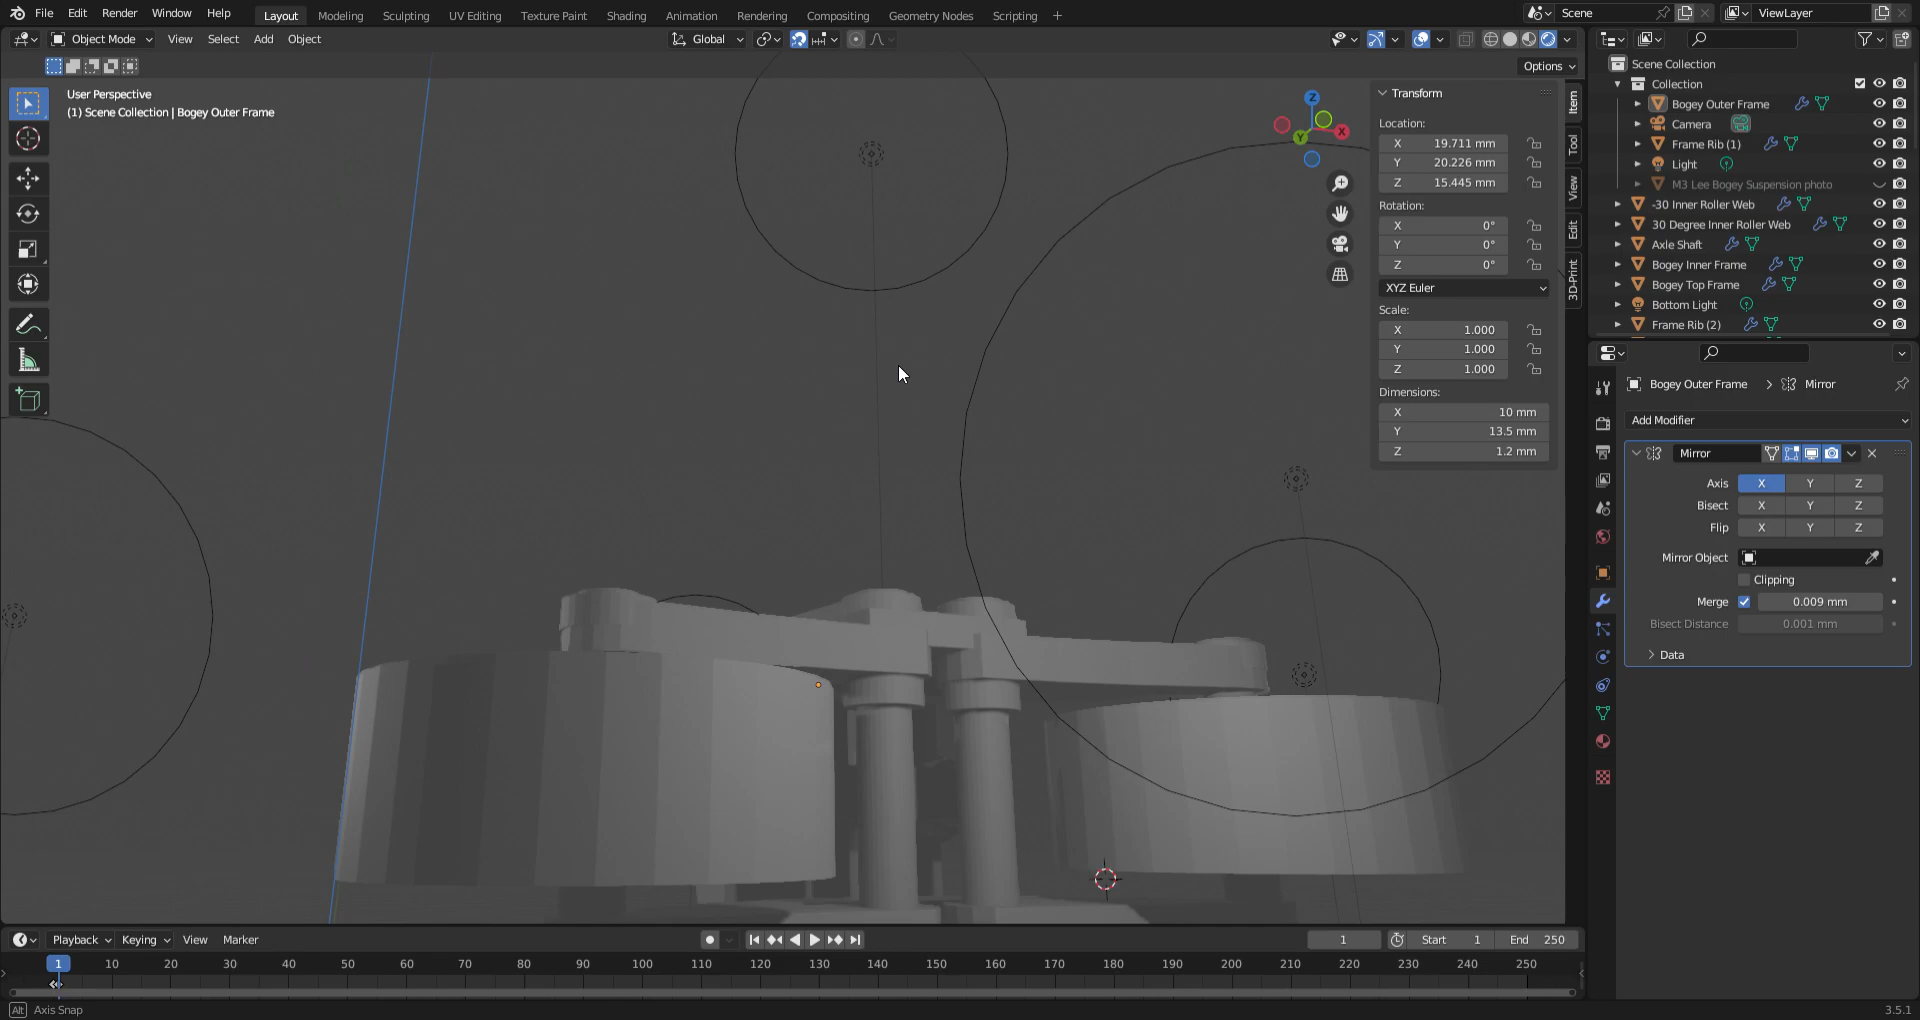 File Edit Render Window Help Layout Modeling Sculpting UV Editing Texture Paint Shading Animation Rendering Compositing Geometry Nodes Scripting + Scene ViewLayer
Object Mode View Select Add Object Global
Options
User Perspective
(1) Scene Collection | Bogey Outer Frame
Z
X
Y
Transform
Location:
X 19.711 mm
Y 20.226 mm
Z 15.445 mm
Rotation:
X 0°
Y 0°
Z 0°
XYZ Euler
Scale:
X 1.000
Y 1.000
Z 1.000
Dimensions:
X 10 mm
Y 13.5 mm
Z 1.2 mm
Item
Tool
View
Edit
3D-Print
Scene Collection
Collection
Bogey Outer Frame
Camera
Frame Rib (1)
Light
M3 Lee Bogey Suspension photo
-30 Inner Roller Web
30 Degree Inner Roller Web
Axle Shaft
Bogey Inner Frame
Bogey Top Frame
Bottom Light
Frame Rib (2)
Bogey Outer Frame > Mirror
Add Modifier
Mirror
Axis X Y Z
Bisect X Y Z
Flip X Y Z
Mirror Object
Clipping
Merge 0.009 mm
Bisect Distance 0.001 mm
Data
Playback Keying View Marker 1 Start 1 End 250
1 10 20 30 40 50 60 70 80 90 100 110 120 130 140 150 160 170 180 190 200 210 220 230 240 250
Alt Axis Snap 3.5.1